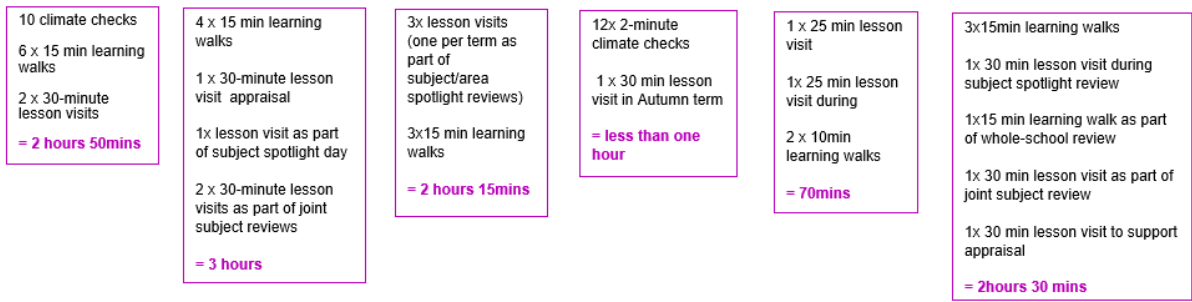 10 climate checks
6 x 15 min learning
walks
2 x 30-minute
lesson visits
= 2 hours 50mins
4 x 15 min learning
walks
1 x 30-minute lesson
visit appraisal
1x lesson visit as part
of subject spotlight day
2 x 30-minute lesson
visits as part of joint
subject reviews
= 3 hours
3x lesson visits
(one per term as
part of
subject/area
spotlight reviews)
3x15 min learning
walks
= 2 hours 15mins
12x 2-minute
climate checks
1 x 30 min lesson
visit in Autumn term
= less than one
hour
1 x 25 min lesson
visit
1x 25 min lesson
visit during
2 x 10min
learning walks
= 70mins
3x15min learning walks
1x 30 min lesson visit during
subject spotlight review
1x15 min learning walk as part
of whole-school review
1x 30 min lesson visit as part of
joint subject review
1x 30 min lesson visit to support
appraisal
= 2hours 30 mins